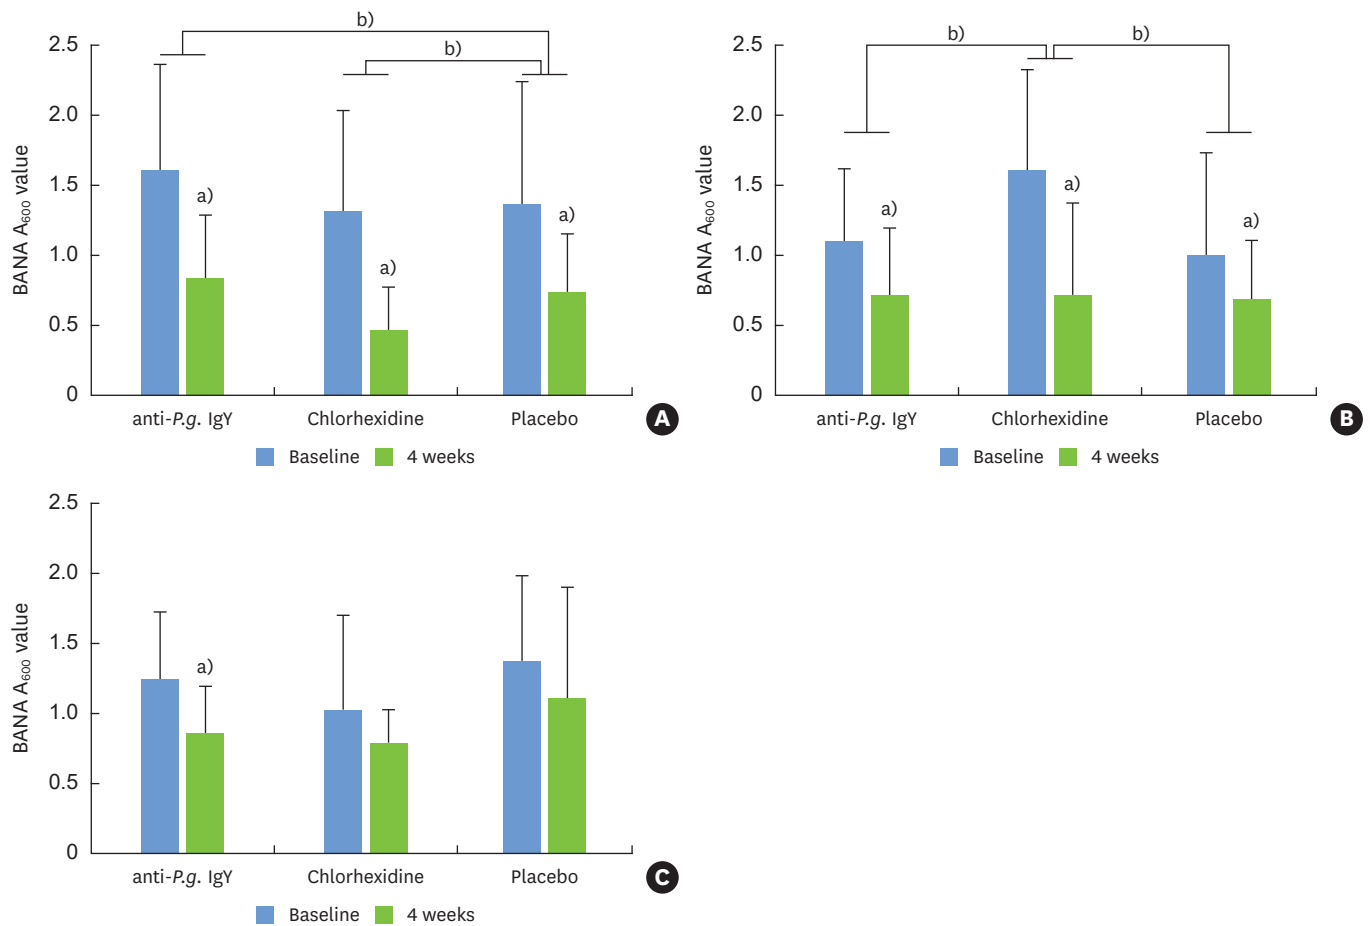 b)
b)
2.5
2.0
1.5
1.0
0.5
0
BANA A₆₀₀ value
a)
a)
a)
anti-P.g. IgY Chlorhexidine Placebo
A
Baseline 4 weeks
b) b)
2.5
2.0
1.5
1.0
0.5
0
BANA A₆₀₀ value
a)
a)
a)
anti-P.g. IgY Chlorhexidine Placebo
B
Baseline 4 weeks
2.5
2.0
1.5
1.0
0.5
0
BANA A₆₀₀ value
a)
anti-P.g. IgY Chlorhexidine Placebo
C
Baseline 4 weeks